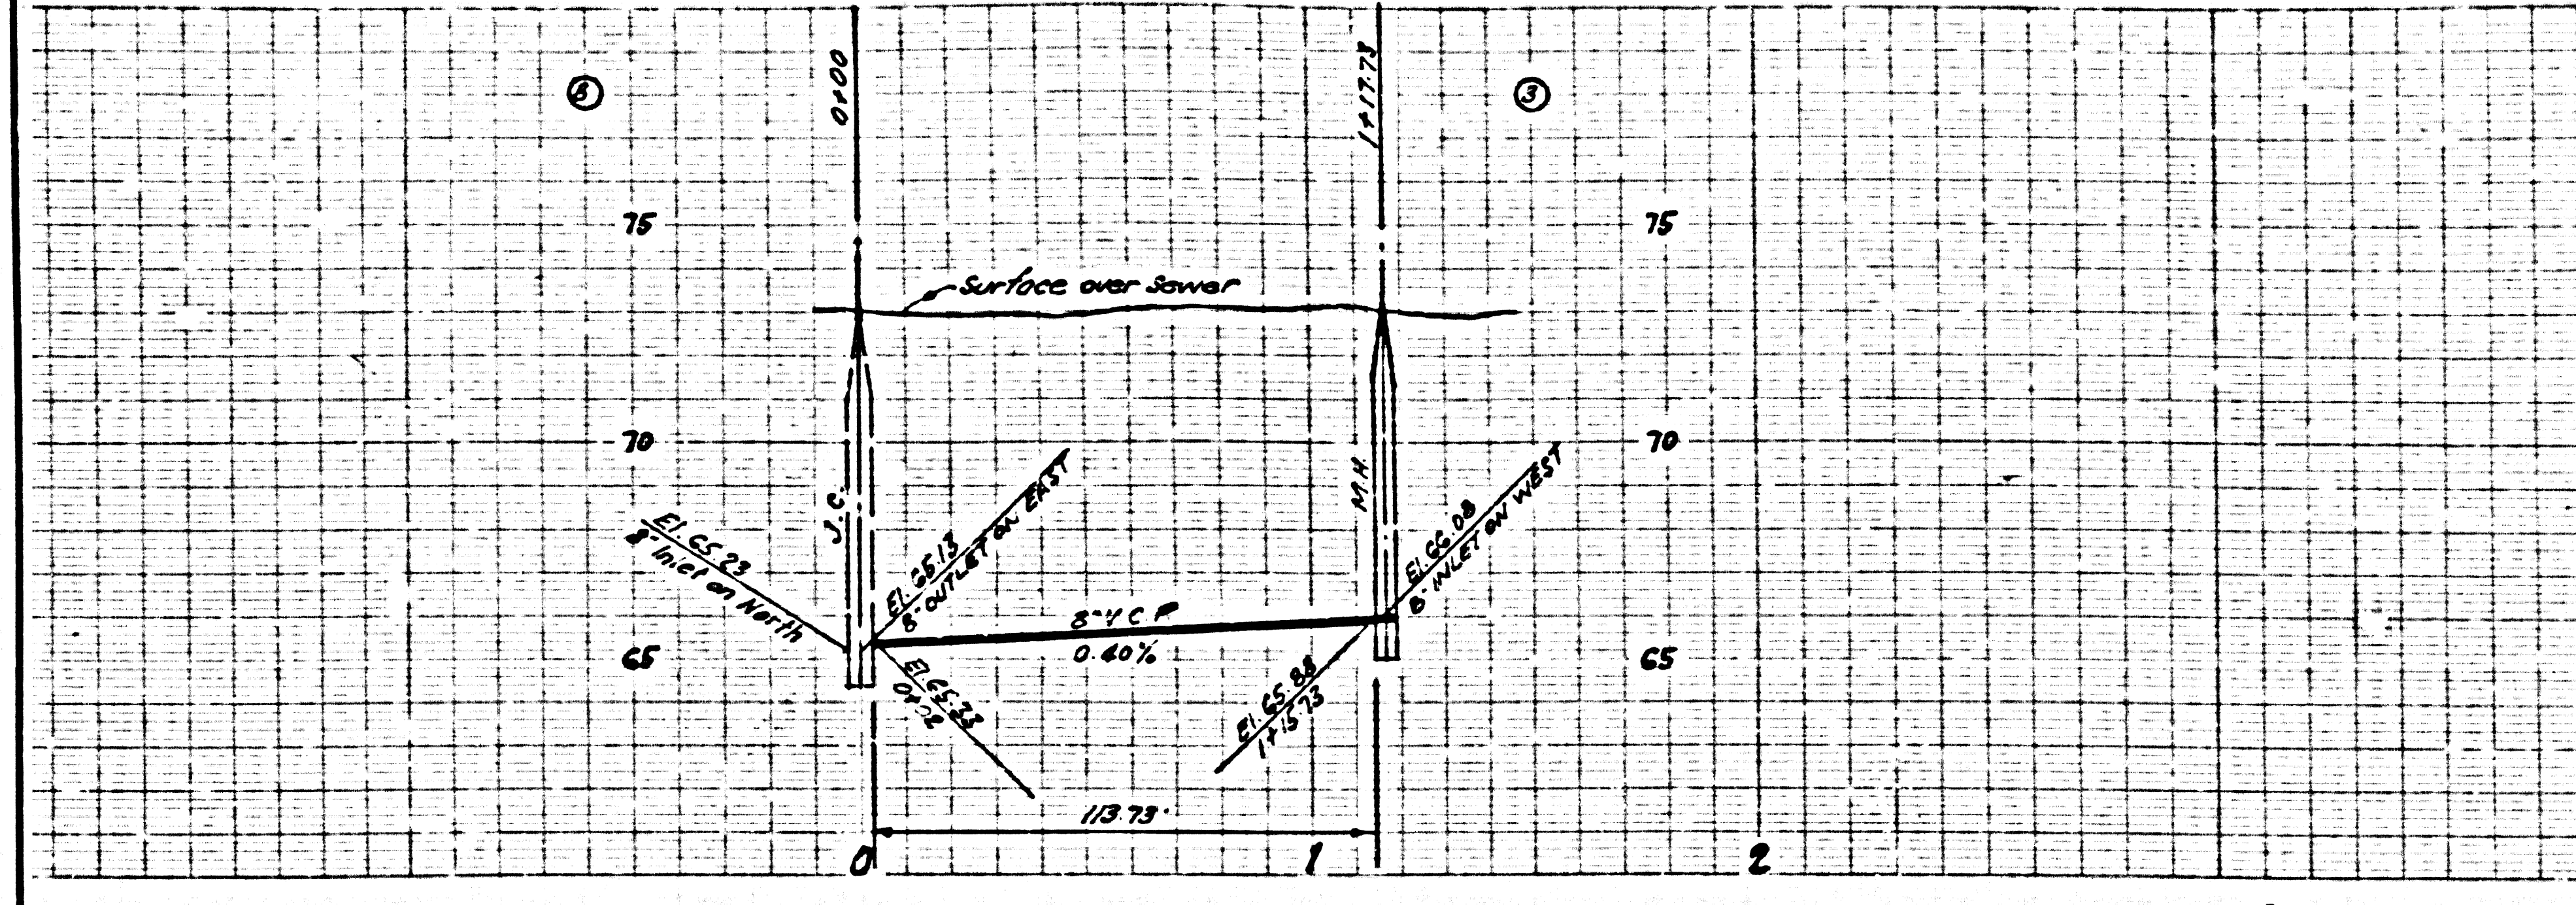 0+00
1+17.73
3
75
75
Surface over Sewer
70
70
J.C.
M.H.
El. 65.23
8" Inlet on North
El. 65.13
8" OUTLET ON EAST
El. 66.08
8" INLET ON WEST
8" V.C.P.
0.40%
65
65
El. 65.33
0+02
El. 65.88
1+15.73
113.73'
0
1
2